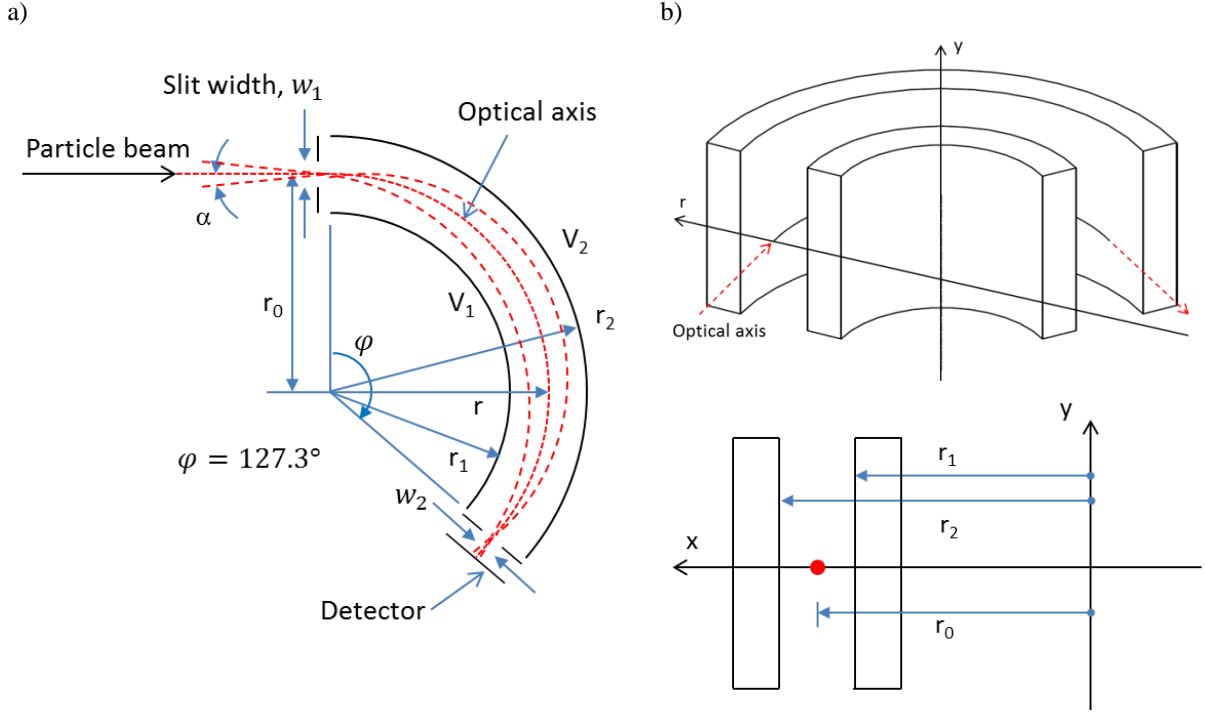 a)
Slit width, w₁
Optical axis
Particle beam
α
V₂
r₀
V₁
r₂
φ
r
φ = 127.3°
r₁
w₂
Detector
b)
y
r
Optical axis
y
r₁
r₂
x
r₀